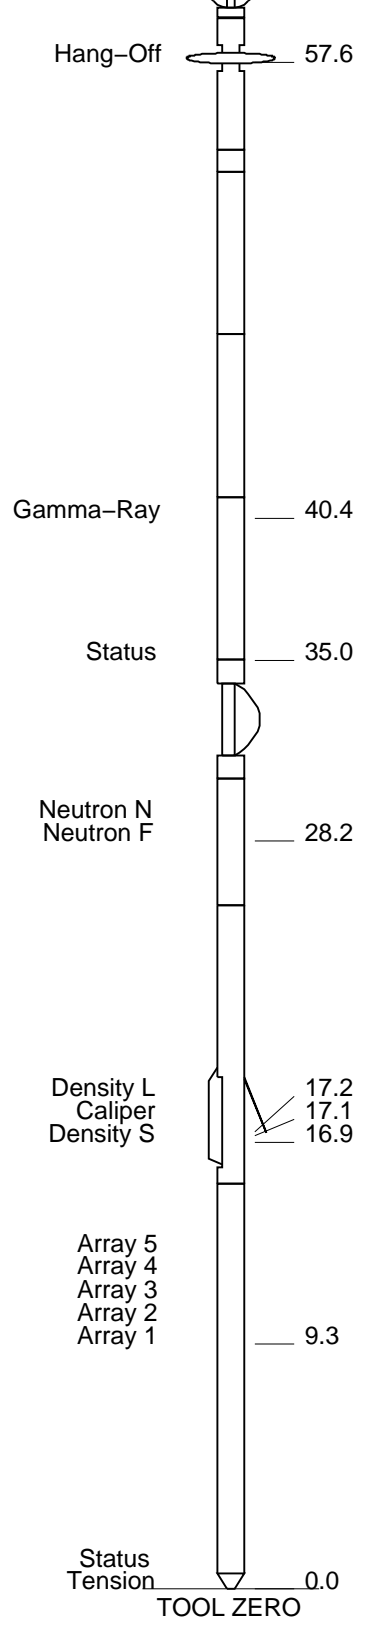 Hang−Off 57.6
Gamma−Ray 40.4
Status 35.0
Neutron N
Neutron F 28.2
Density L 17.2
Caliper 17.1
Density S 16.9
Array 5
Array 4
Array 3
Array 2
Array 1 9.3
Status
Tension 0.0
TOOL ZERO